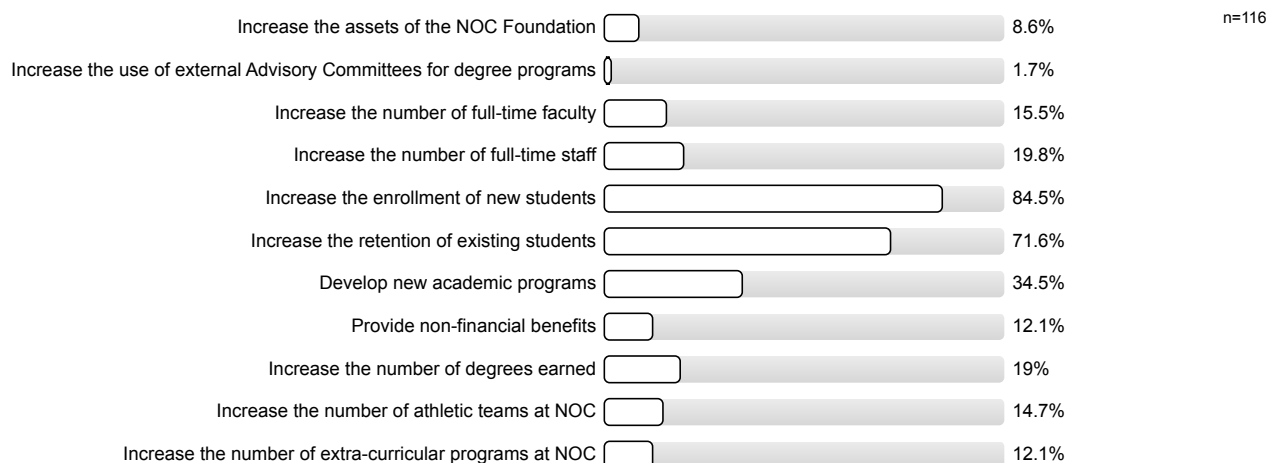 Increase the assets of the NOC Foundation 8.6% n=116
Increase the use of external Advisory Committees for degree programs 1.7%
Increase the number of full-time faculty 15.5%
Increase the number of full-time staff 19.8%
Increase the enrollment of new students 84.5%
Increase the retention of existing students 71.6%
Develop new academic programs 34.5%
Provide non-financial benefits 12.1%
Increase the number of degrees earned 19%
Increase the number of athletic teams at NOC 14.7%
Increase the number of extra-curricular programs at NOC 12.1%